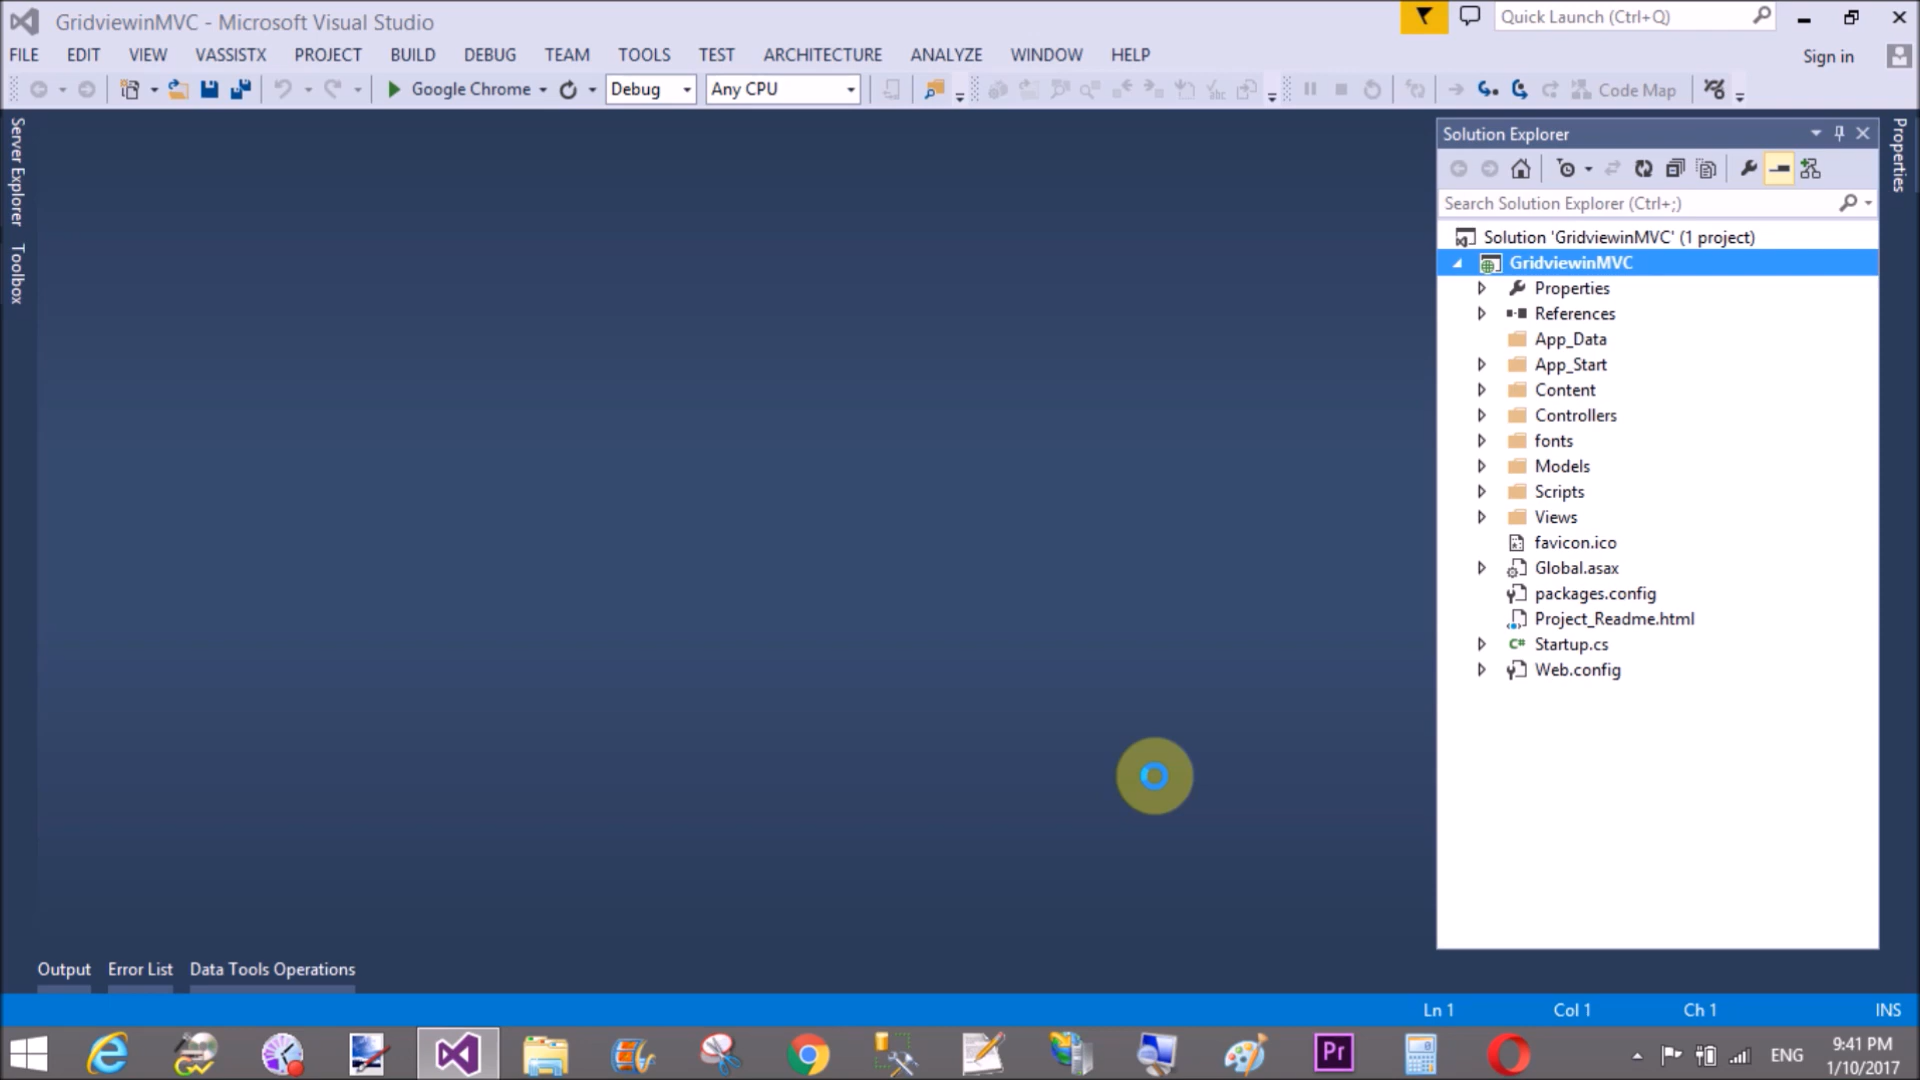 GridviewinMVC - Microsoft Visual Studio
Quick Launch (Ctrl+Q)
FILE EDIT VIEW VASSISTX PROJECT BUILD DEBUG TEAM TOOLS TEST ARCHITECTURE ANALYZE WINDOW HELP
Sign in
Google Chrome Debug Any CPU Code Map
Server Explorer
Toolbox
Solution Explorer
Properties
Search Solution Explorer (Ctrl+;)
Solution 'GridviewinMVC' (1 project)
GridviewinMVC
Properties
References
App_Data
App_Start
Content
Controllers
fonts
Models
Scripts
Views
favicon.ico
Global.asax
packages.config
Project_Readme.html
C# Startup.cs
Web.config
Output Error List Data Tools Operations
Ln 1 Col 1 Ch 1 INS
Pr
ENG
9:41 PM
1/10/2017